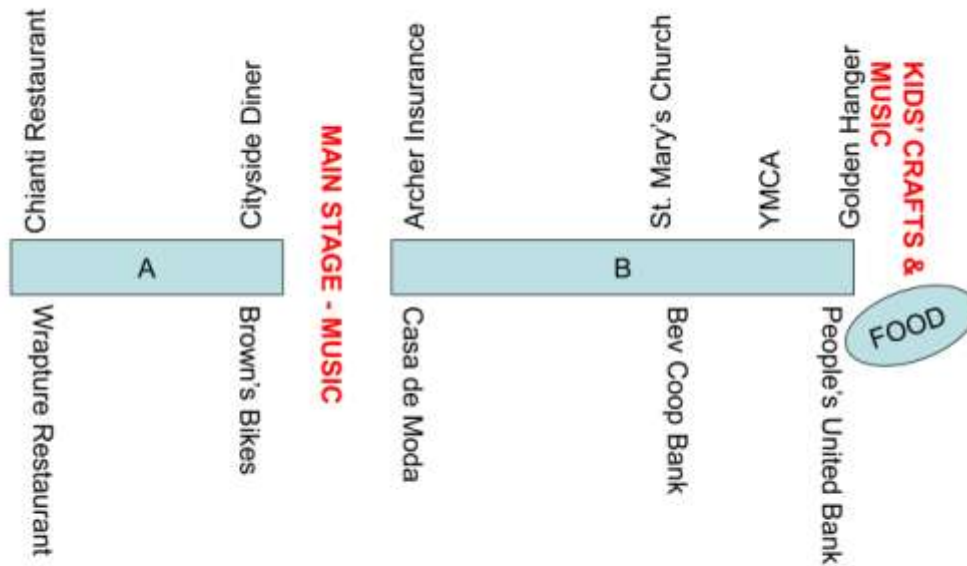 Chianti Restaurant
Cityside Diner
Archer Insurance
St. Mary's Church
YMCA
Golden Hanger
KIDS' CRAFTS &
MUSIC
MAIN STAGE - MUSIC
A
B
FOOD
Wrapture Restaurant
Brown's Bikes
Casa de Moda
Bev Coop Bank
People's United Bank